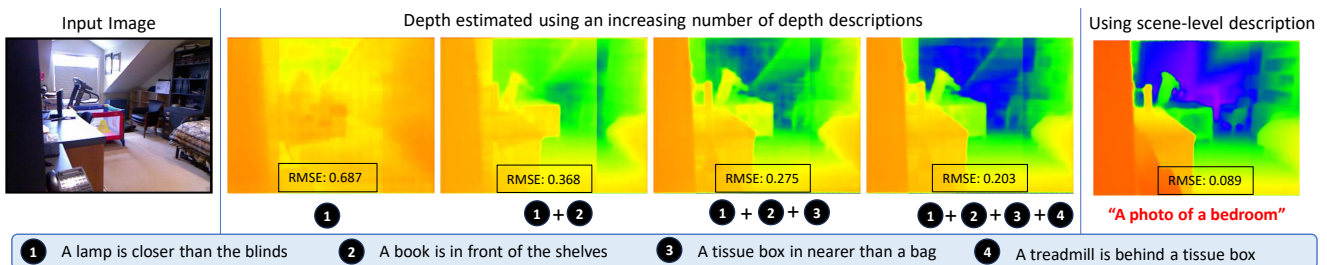 Input Image
Depth estimated using an increasing number of depth descriptions
Using scene-level description
RMSE: 0.687
RMSE: 0.368
RMSE: 0.275
RMSE: 0.203
RMSE: 0.089
1
1 + 2
1 + 2 + 3
1 + 2 + 3 + 4
“A photo of a bedroom”
1 A lamp is closer than the blinds
2 A book is in front of the shelves
3 A tissue box in nearer than a bag
4 A treadmill is behind a tissue box